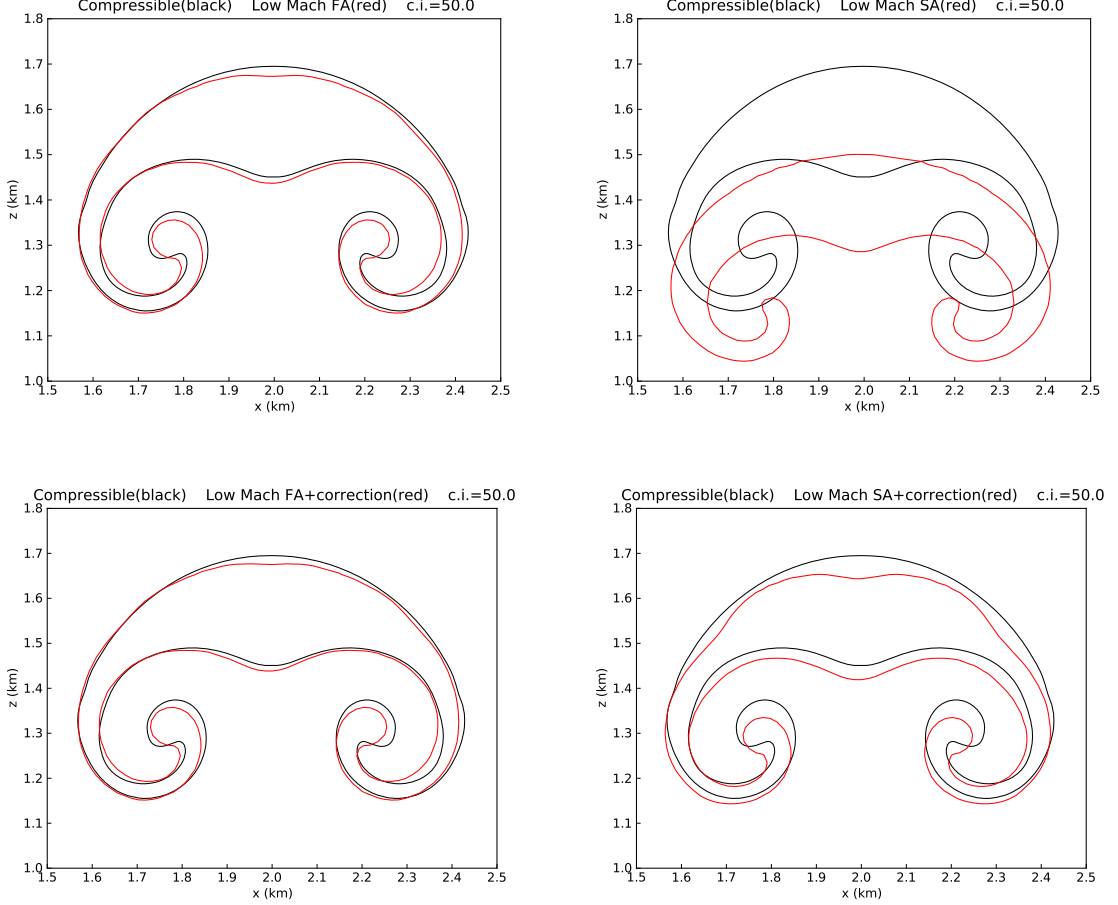 Compressible(black) Low Mach FA(red) c.i.=50.0
1.8
1.7
1.6
1.5
1.4
1.3
1.2
1.1
1.0
z (km)
1.5 1.6 1.7 1.8 1.9 2.0 2.1 2.2 2.3 2.4 2.5
x (km)
Compressible(black) Low Mach SA(red) c.i.=50.0
1.8
1.7
1.6
1.5
1.4
1.3
1.2
1.1
1.0
z (km)
1.5 1.6 1.7 1.8 1.9 2.0 2.1 2.2 2.3 2.4 2.5
x (km)
Compressible(black) Low Mach FA+correction(red) c.i.=50.0
1.8
1.7
1.6
1.5
1.4
1.3
1.2
1.1
1.0
z (km)
1.5 1.6 1.7 1.8 1.9 2.0 2.1 2.2 2.3 2.4 2.5
x (km)
Compressible(black) Low Mach SA+correction(red) c.i.=50.0
1.8
1.7
1.6
1.5
1.4
1.3
1.2
1.1
1.0
z (km)
1.5 1.6 1.7 1.8 1.9 2.0 2.1 2.2 2.3 2.4 2.5
x (km)